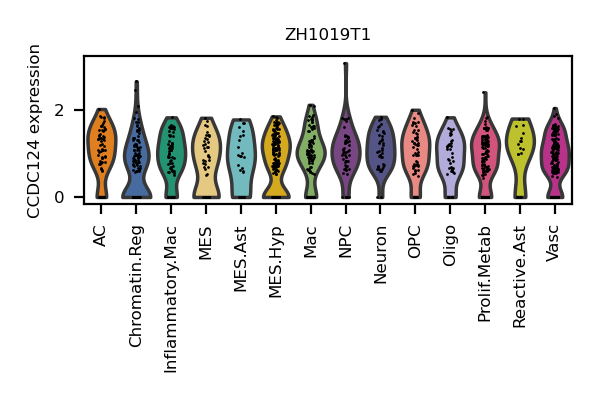 ZH1019T1
CCDC124 expression
2
0
AC
Chromatin.Reg
Inflammatory.Mac
MES
MES.Ast
MES.Hyp
Mac
NPC
Neuron
OPC
Oligo
Prolif.Metab
Reactive.Ast
Vasc